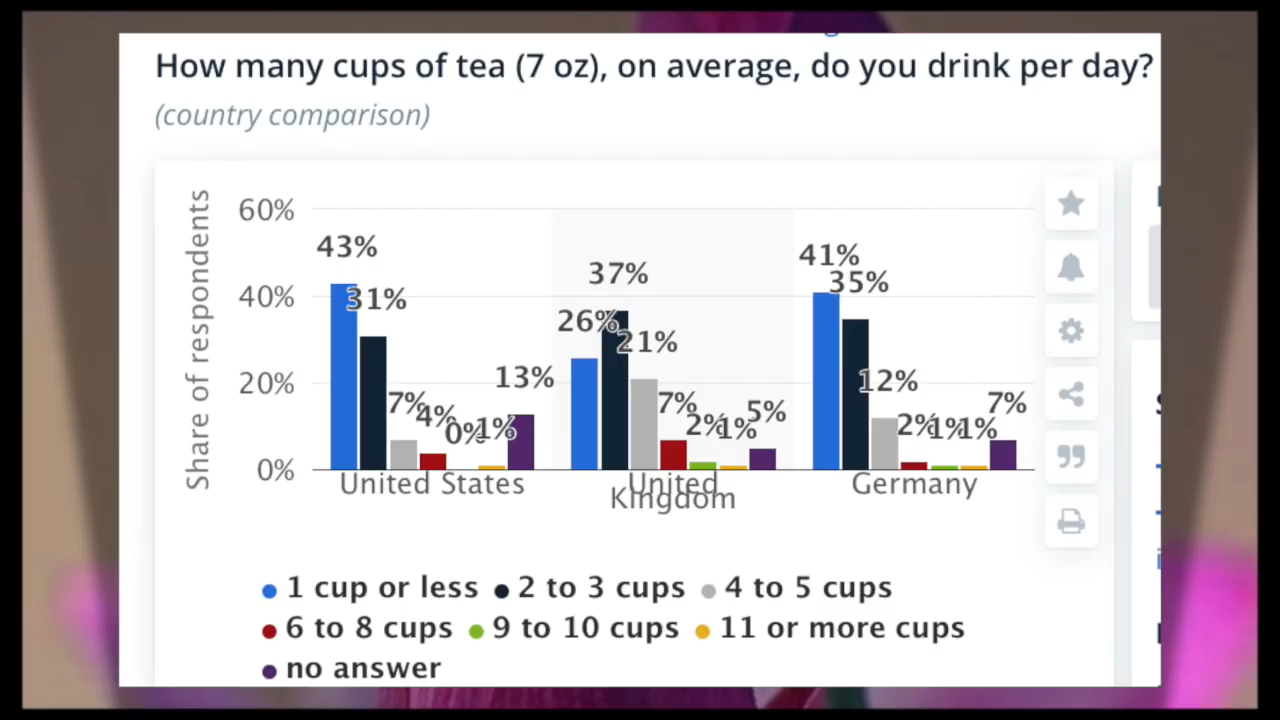 How many cups of tea (7 oz), on average, do you drink per day?
(country comparison)
Share of respondents
60%
40%
20%
0%
43%
31%
7%
4%
0%
1%
13%
26%
37%
21%
7%
2%
1%
5%
41%
35%
12%
2%
1%
1%
7%
United States
United
Kingdom
Germany
1 cup or less 2 to 3 cups 4 to 5 cups
6 to 8 cups 9 to 10 cups 11 or more cups
no answer